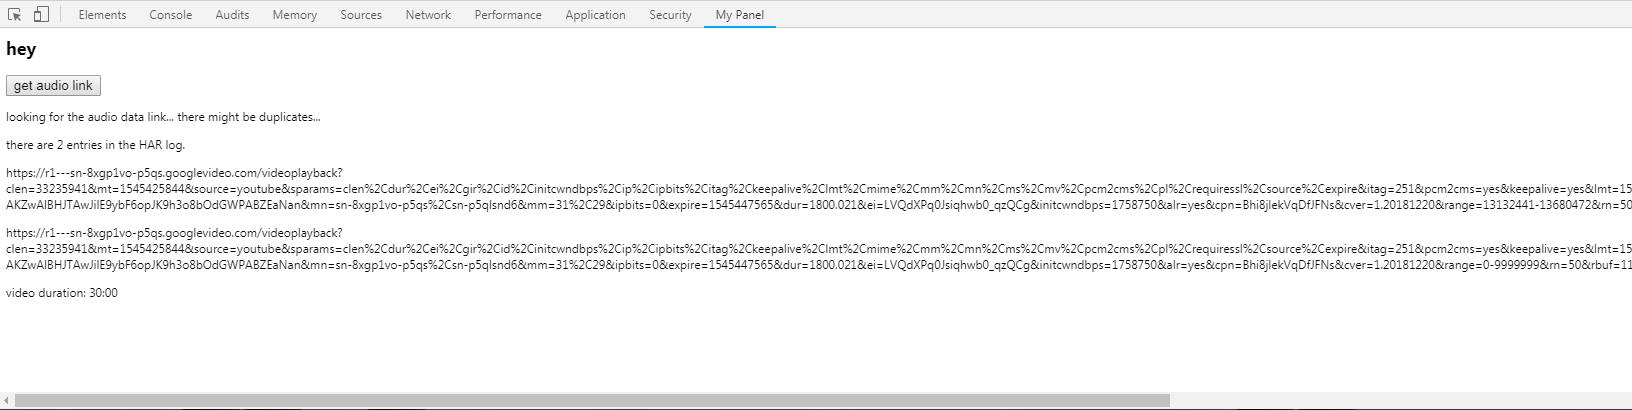 Elements Console Audits Memory Sources Network Performance Application Security My Panel
hey
get audio link
looking for the audio data link... there might be duplicates...
there are 2 entries in the HAR log.
https://r1---sn-8xgp1vo-p5qs.googlevideo.com/videoplayback?
clen=33235941&mt=1545425844&source=youtube&sparams=clen%2Cdur%2Cei%2Cgir%2Cid%2Cinitcwndbps%2Cip%2Cipbits%2Citag%2Ckeepalive%2Clmt%2Cmime%2Cmm%2Cmn%2Cms%2Cmv%2Cpcm2cms%2Cpl%2Crequiressl%2Csource%2Cexpire&itag=251&pcm2cms=yes&keepalive=yes&lmt=15
AKZwAIBHJTAwJiIE9ybF6opJK9h3o8bOdGWPABZEaNan&mn=sn-8xgp1vo-p5qs%2Csn-p5qlsnd6&mm=31%2C29&ipbits=0&expire=1545447565&dur=1800.021&ei=LVQdXPq0Jsiqhwb0_qzQCg&initcwndbps=1758750&alr=yes&cpn=Bhi8jlekVqDfJFNs&cver=1.20181220&range=13132441-13680472&rn=50
https://r1---sn-8xgp1vo-p5qs.googlevideo.com/videoplayback?
clen=33235941&mt=1545425844&source=youtube&sparams=clen%2Cdur%2Cei%2Cgir%2Cid%2Cinitcwndbps%2Cip%2Cipbits%2Citag%2Ckeepalive%2Clmt%2Cmime%2Cmm%2Cmn%2Cms%2Cmv%2Cpcm2cms%2Cpl%2Crequiressl%2Csource%2Cexpire&itag=251&pcm2cms=yes&keepalive=yes&lmt=15
AKZwAIBHJTAwJiIE9ybF6opJK9h3o8bOdGWPABZEaNan&mn=sn-8xgp1vo-p5qs%2Csn-p5qlsnd6&mm=31%2C29&ipbits=0&expire=1545447565&dur=1800.021&ei=LVQdXPq0Jsiqhwb0_qzQCg&initcwndbps=1758750&alr=yes&cpn=Bhi8jlekVqDfJFNs&cver=1.20181220&range=0-9999999&rn=50&rbuf=11
video duration: 30:00